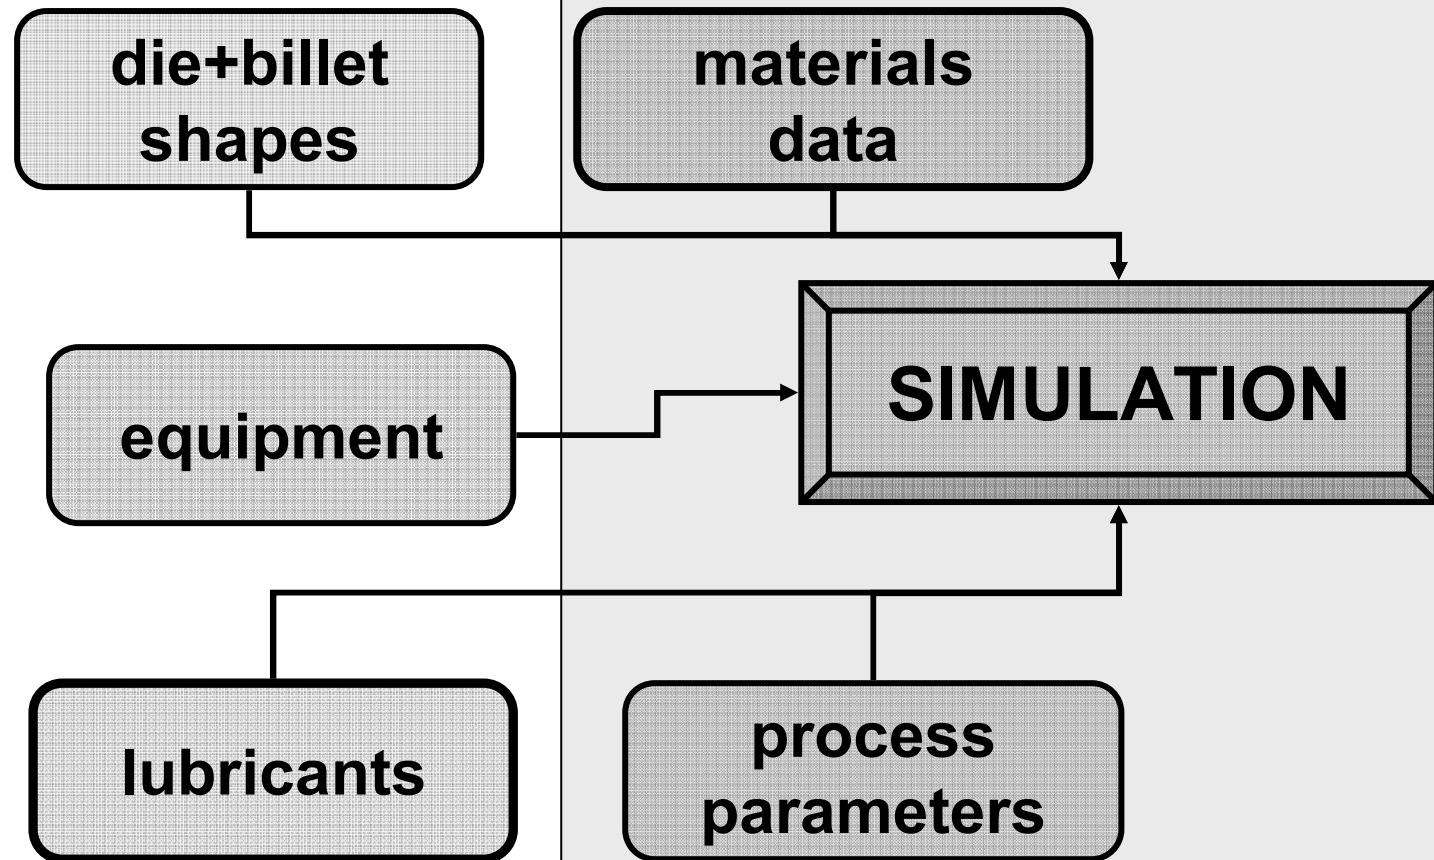 die+billet
shapes
materials
data
equipment
SIMULATION
lubricants
process
parameters